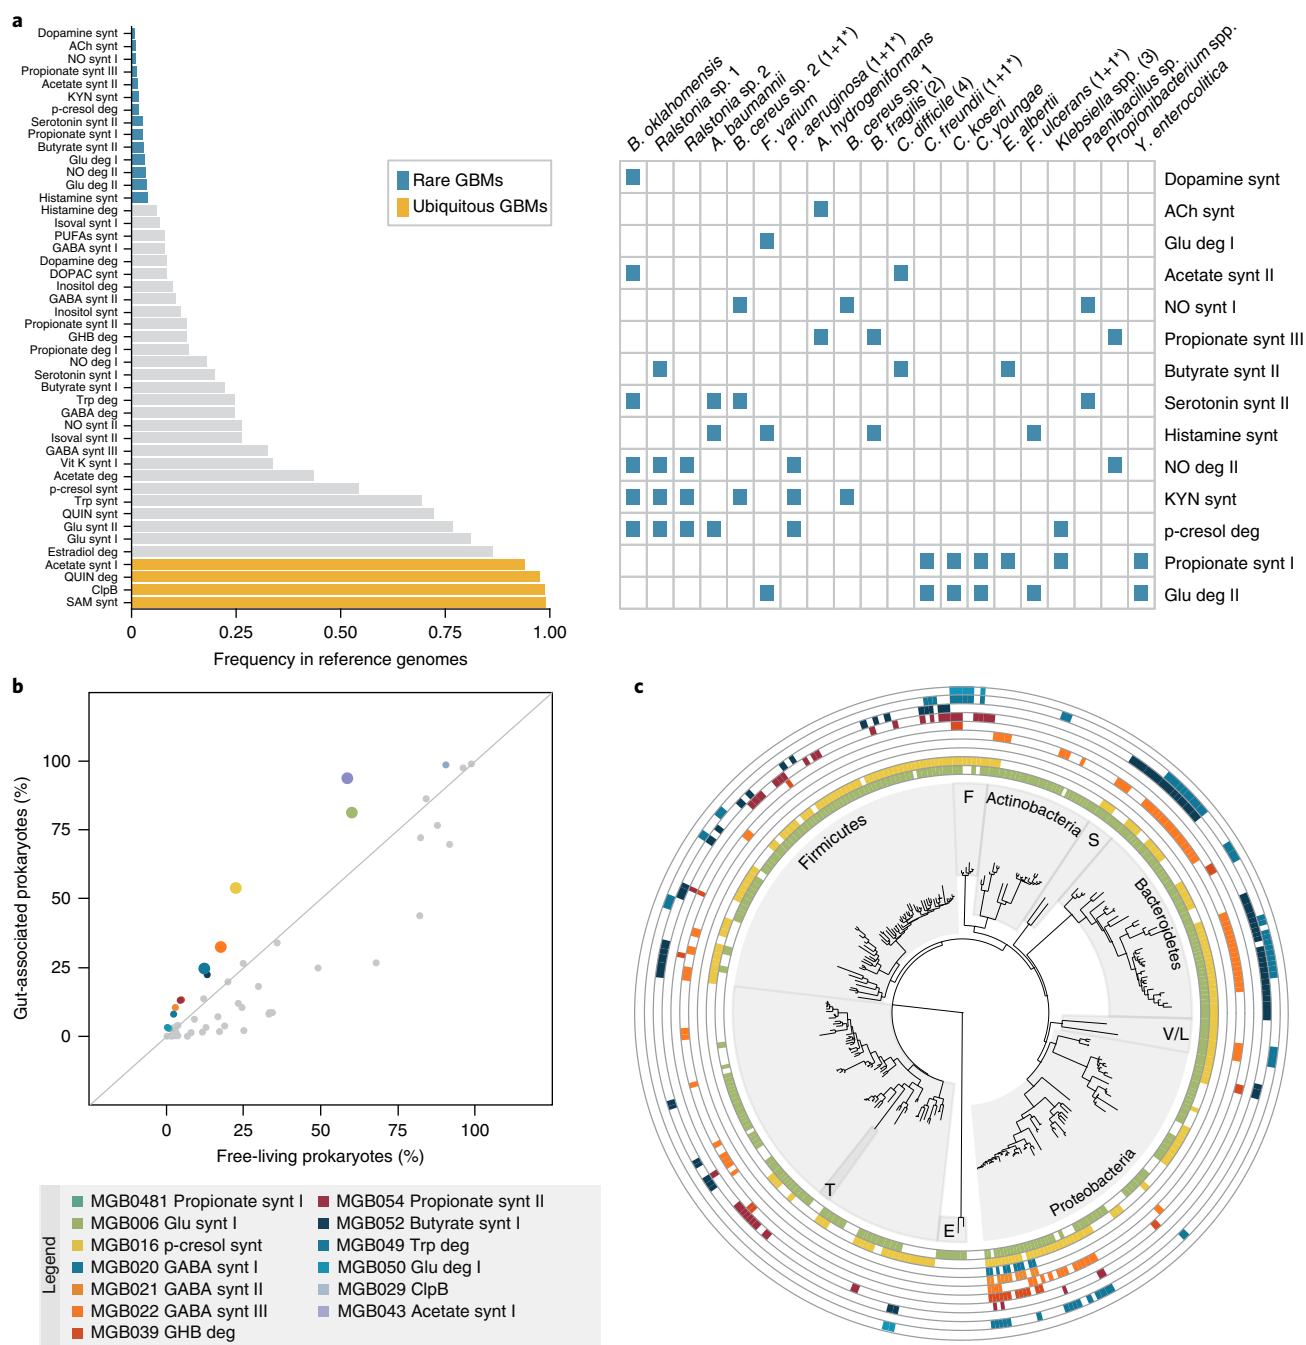 a
Dopamine synt
ACh synt
NO synt I
Propionate synt III
Acetate synt II
KYN synt
p-cresol deg
Serotonin synt II
Propionate synt I
Butyrate synt II
Glu deg I
NO deg II
Glu deg II
Histamine synt
Histamine deg
Isoval synt I
PUFAs synt
GABA synt I
Dopamine deg
DOPAC synt
Inositol deg
GABA synt II
Inositol synt
Propionate synt II
GHB deg
Propionate deg I
NO deg I
Serotonin synt I
Butyrate synt I
Trp deg
GABA deg
NO synt II
Isoval synt II
GABA synt III
Vit K synt I
Acetate deg
p-cresol synt
Trp synt
QUIN synt
Glu synt II
Glu synt I
Estradiol deg
Acetate synt I
QUIN deg
ClpB
SAM synt
0
0.25
0.50
0.75
1.00
Frequency in reference genomes
Rare GBMs
Ubiquitous GBMs
B. oklahomensis
Ralstonia sp. 1
Ralstonia sp. 2
A. baumannii
B. cereus sp. 2 (1+1*)
F. varium
P. aeruginosa (1+1*)
A. hydrogeniformans
B. cereus sp. 1
B. fragilis (2)
C. difficile (4)
C. freundii (1+1*)
C. koseri
C. youngae
E. albertii
F. ulcerans (1+1*)
Klebsiella spp. (3)
Paenibacillus sp.
Propionibacterium spp.
Y. enterocolitica
Dopamine synt
ACh synt
Glu deg I
Acetate synt II
NO synt I
Propionate synt III
Butyrate synt II
Serotonin synt II
Histamine synt
NO deg II
KYN synt
p-cresol deg
Propionate synt I
Glu deg II
b
Gut-associated prokaryotes (%)
100
75
50
25
0
0
25
50
75
100
Free-living prokaryotes (%)
Legend
MGB0481 Propionate synt I
MGB006 Glu synt I
MGB016 p-cresol synt
MGB020 GABA synt I
MGB021 GABA synt II
MGB022 GABA synt III
MGB039 GHB deg
MGB054 Propionate synt II
MGB052 Butyrate synt I
MGB049 Trp deg
MGB050 Glu deg I
MGB029 ClpB
MGB043 Acetate synt I
c
Firmicutes
F
Actinobacteria
S
Bacteroidetes
V/L
Proteobacteria
E
T